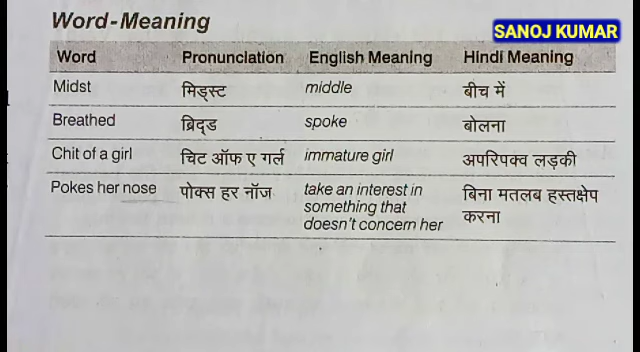 Word-Meaning
SANOJ KUMAR
Word Pronunciation English Meaning Hindi Meaning
Midst मिड्स्ट middle बीच में
Breathed ब्रिद्ड spoke बोलना
Chit of a girl चिट ऑफ ए गर्ल immature girl अपरिपक्व लड़की
Pokes her nose पोक्स हर नॉज take an interest in बिना मतलब हस्तक्षेप
something that करना
doesn't concern her